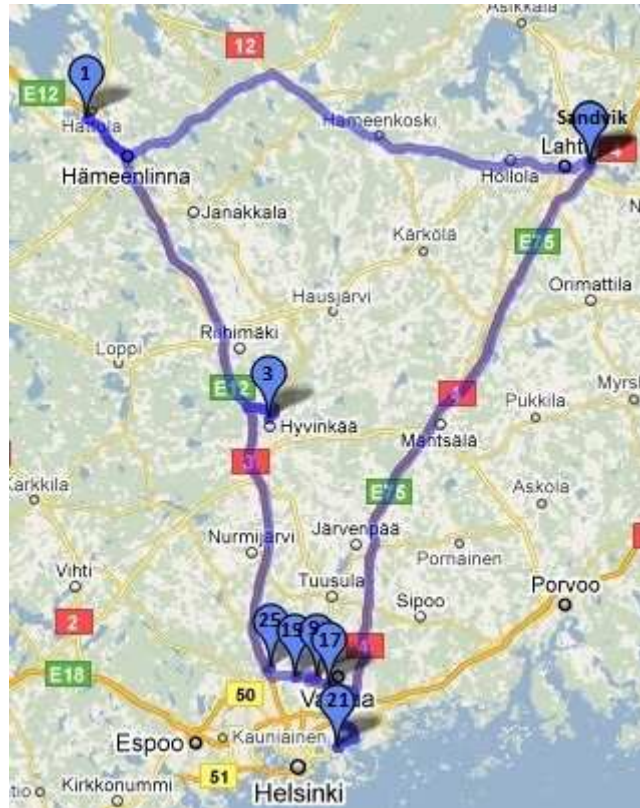 Asikkala
12
1
E12
Hattula
Hämeenkoski
Sandvik
Lahti
4
Hollola
Hämeenlinna
Janakkala
Kärkölä
E75
Orimattila
Hausjärvi
Riihimäki
Loppi
E12
3
Hyvinkää
Pukkila
Mäntsälä
3
Karkkila
E75
Askola
Nurmijärvi
Järvenpää
Pornainen
Vihti
Tuusula
Sipoo
Porvoo
2
25
15
9
17
4
E18
50
21
Espoo
Kauniainen
51
Helsinki
Kirkkonummi